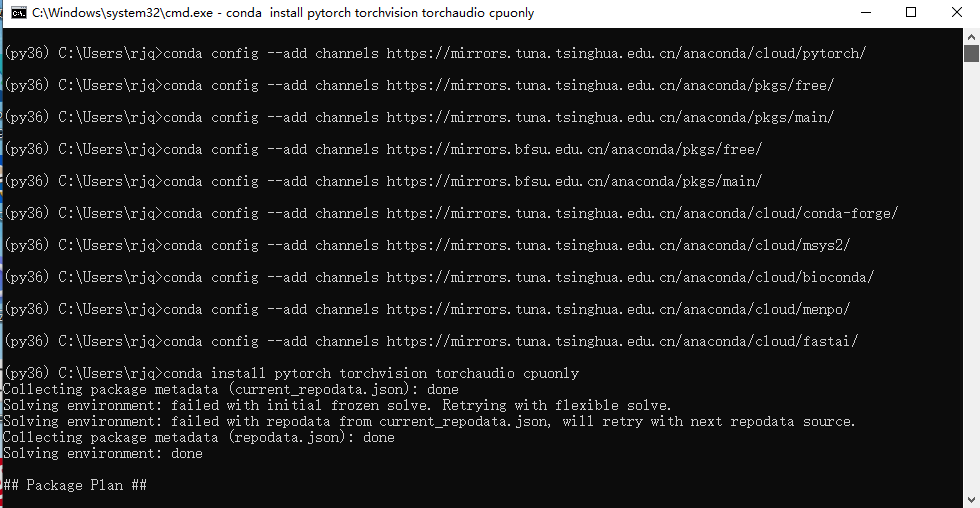 C:\Windows\system32\cmd.exe - conda  install pytorch torchvision torchaudio cpuonly
(py36) C:\Users\rjq>conda config --add channels https://mirrors.tuna.tsinghua.edu.cn/anaconda/cloud/pytorch/
(py36) C:\Users\rjq>conda config --add channels https://mirrors.tuna.tsinghua.edu.cn/anaconda/pkgs/free/
(py36) C:\Users\rjq>conda config --add channels https://mirrors.tuna.tsinghua.edu.cn/anaconda/pkgs/main/
(py36) C:\Users\rjq>conda config --add channels https://mirrors.bfsu.edu.cn/anaconda/pkgs/free/
(py36) C:\Users\rjq>conda config --add channels https://mirrors.bfsu.edu.cn/anaconda/pkgs/main/
(py36) C:\Users\rjq>conda config --add channels https://mirrors.tuna.tsinghua.edu.cn/anaconda/cloud/conda-forge/
(py36) C:\Users\rjq>conda config --add channels https://mirrors.tuna.tsinghua.edu.cn/anaconda/cloud/msys2/
(py36) C:\Users\rjq>conda config --add channels https://mirrors.tuna.tsinghua.edu.cn/anaconda/cloud/bioconda/
(py36) C:\Users\rjq>conda config --add channels https://mirrors.tuna.tsinghua.edu.cn/anaconda/cloud/menpo/
(py36) C:\Users\rjq>conda config --add channels https://mirrors.tuna.tsinghua.edu.cn/anaconda/cloud/fastai/
(py36) C:\Users\rjq>conda install pytorch torchvision torchaudio cpuonly
Collecting package metadata (current_repodata.json): done
Solving environment: failed with initial frozen solve. Retrying with flexible solve.
Solving environment: failed with repodata from current_repodata.json, will retry with next repodata source.
Collecting package metadata (repodata.json): done
Solving environment: done
## Package Plan ##